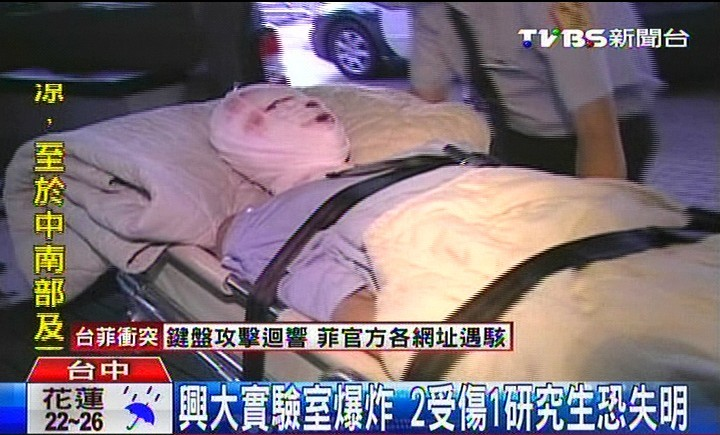 TVBS新聞台
涼，至於中南部及
台菲衝突 鍵盤攻擊迴響 菲官方各網址遇駭
台中
花蓮
22~26
興大實驗室爆炸 2受傷1研究生恐失明